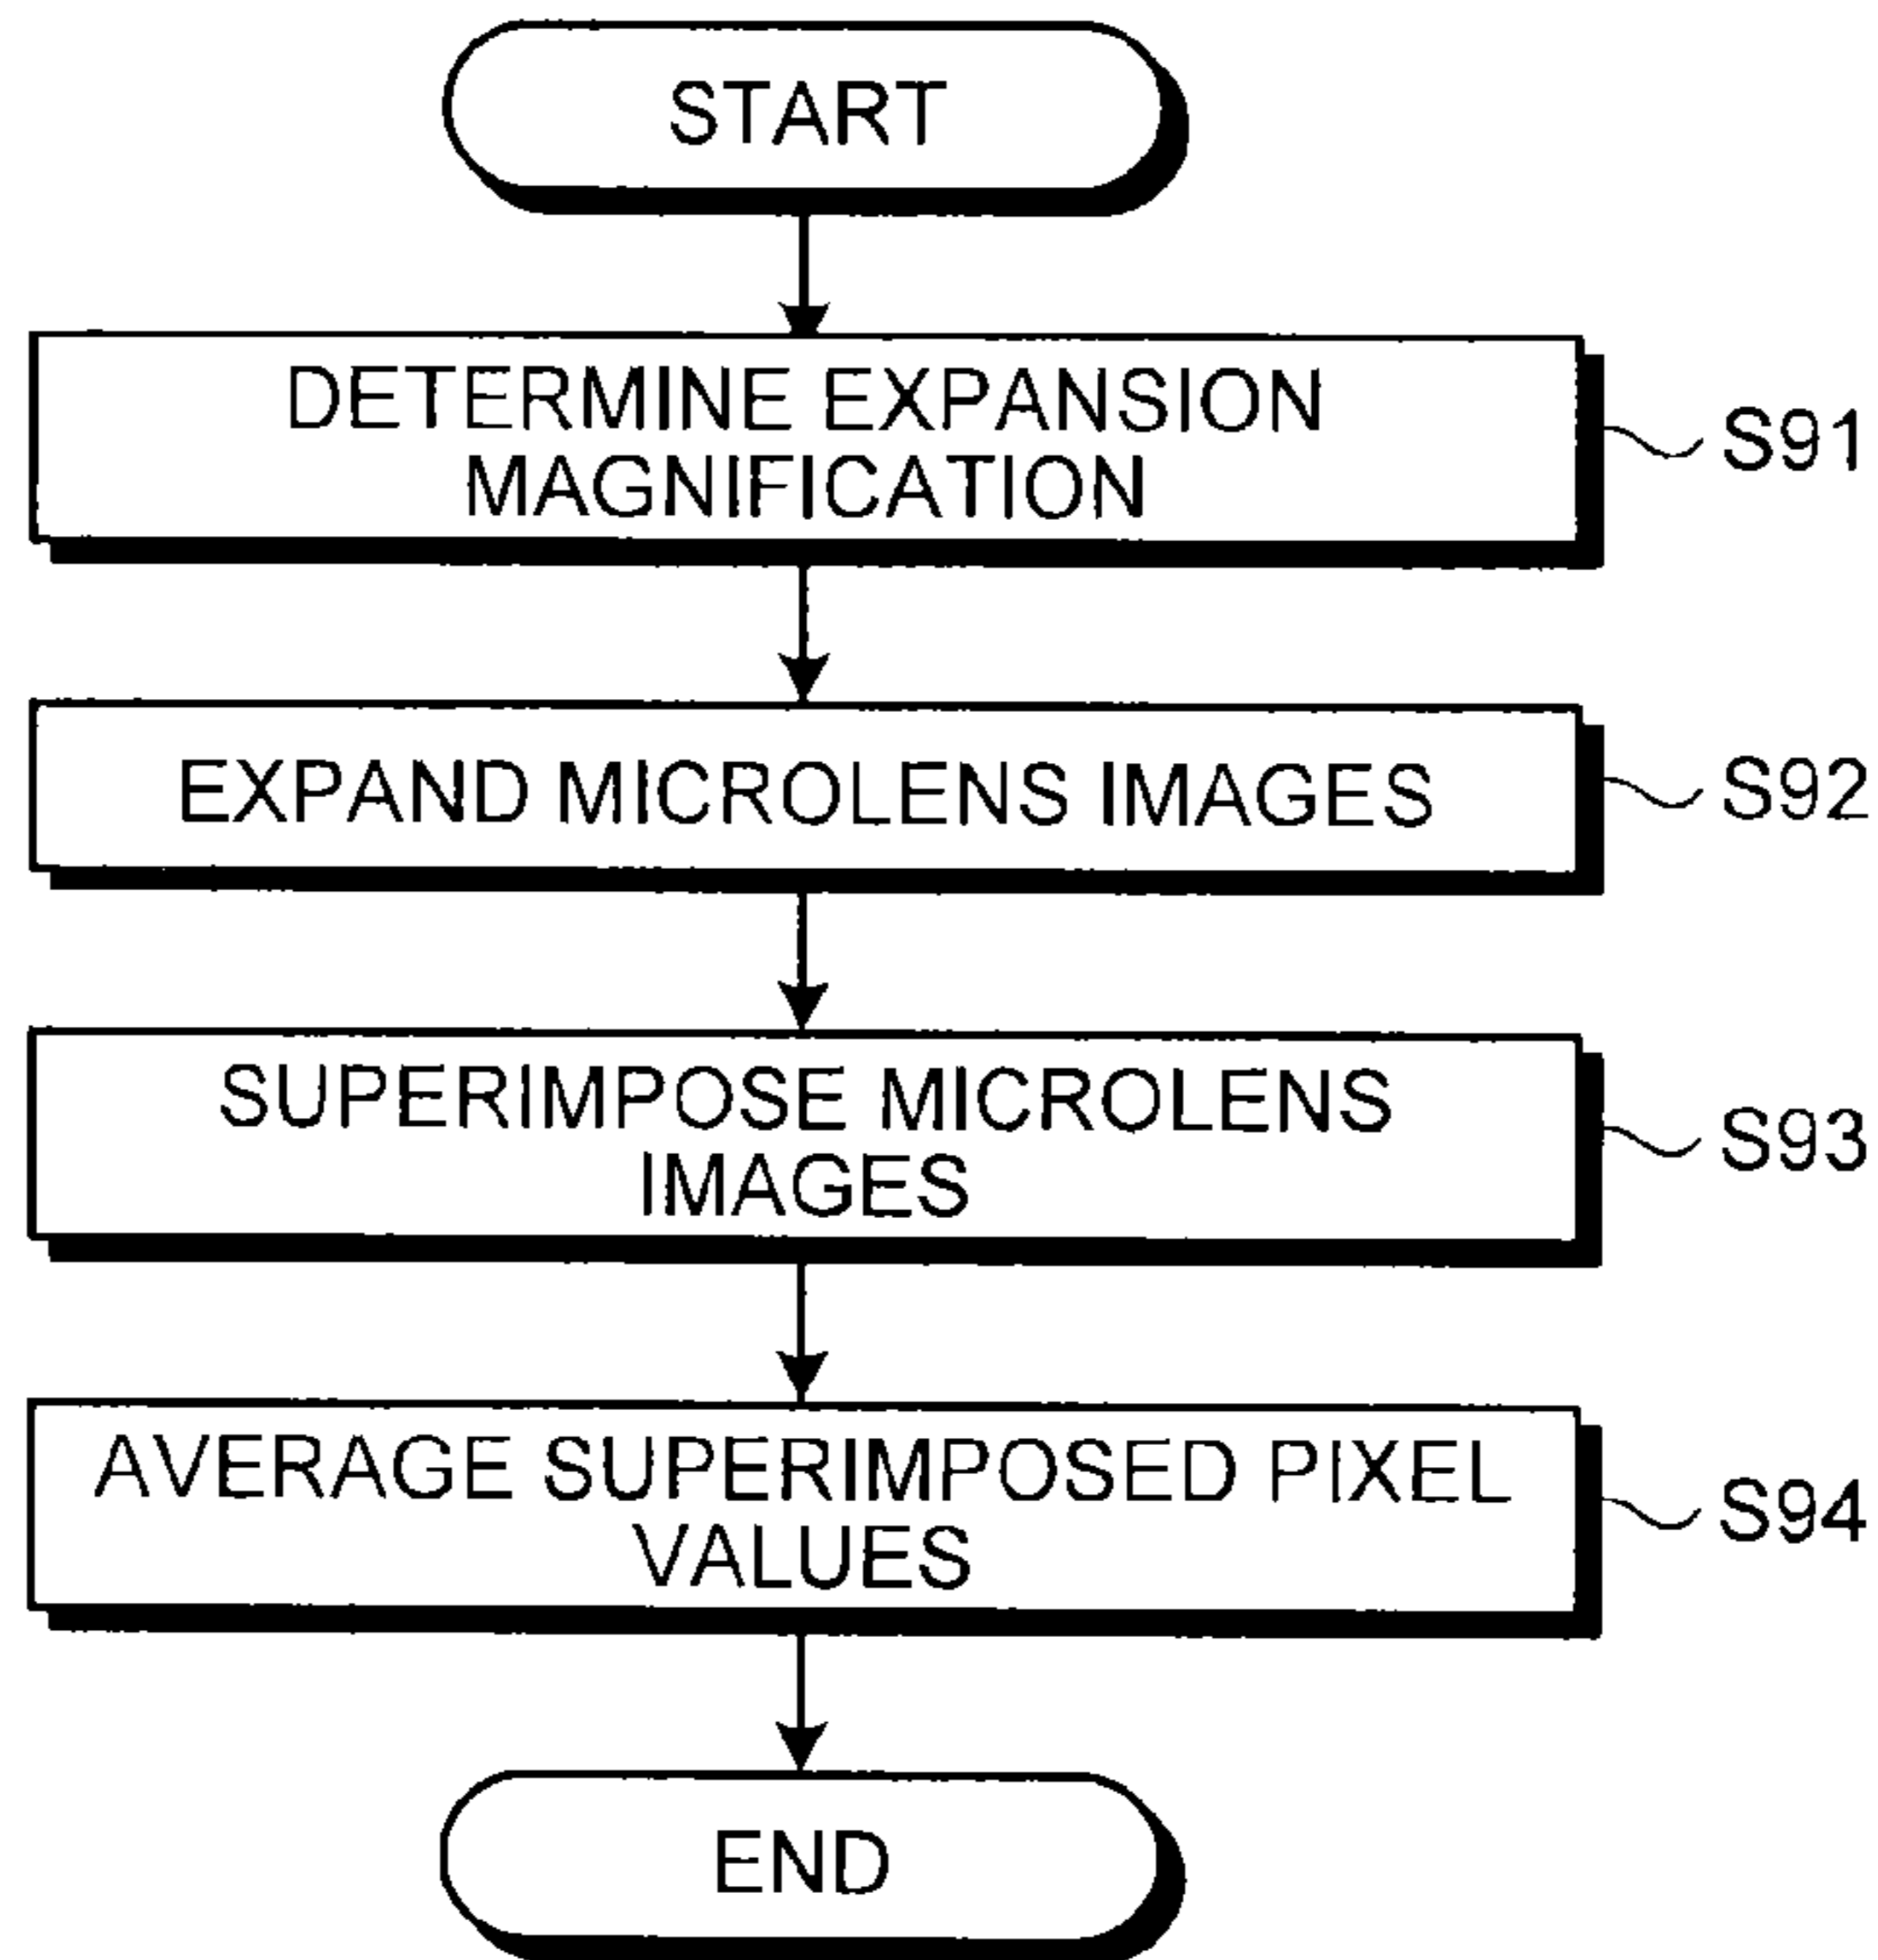 START
DETERMINE EXPANSION
MAGNIFICATION
S91
EXPAND MICROLENS IMAGES
S92
SUPERIMPOSE MICROLENS
IMAGES
S93
AVERAGE SUPERIMPOSED PIXEL
VALUES
S94
END